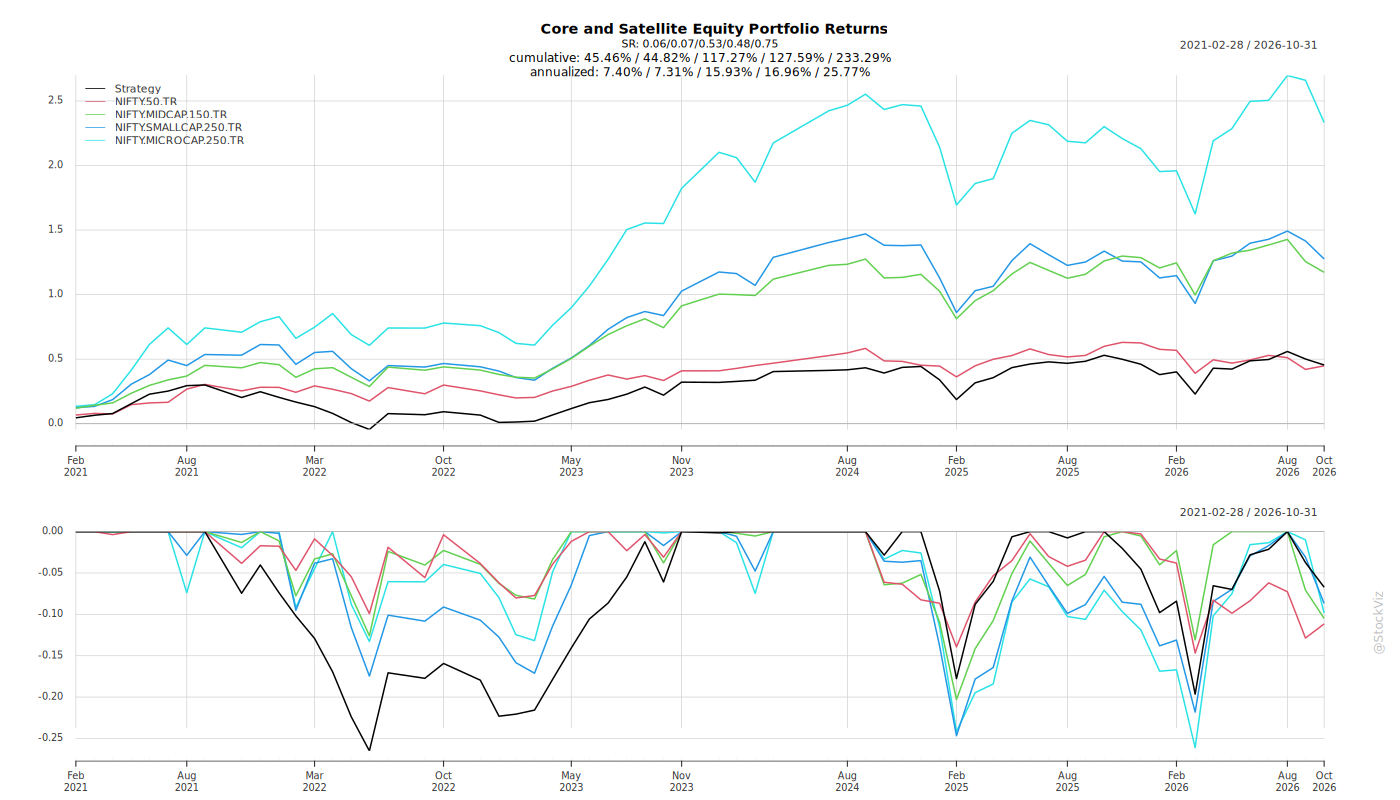 Core and Satellite Equity Portfolio Returns
SR: 0.06/0.07/0.53/0.48/0.75
2021-02-28 / 2026-10-31
cumulative: 45.46% / 44.82% / 117.27% / 127.59% / 233.29%
annualized: 7.40% / 7.31% / 15.93% / 16.96% / 25.77%
Strategy
NIFTY.50.TR
NIFTY.MIDCAP.150.TR
NIFTY.SMALLCAP.250.TR
NIFTY.MICROCAP.250.TR
2.5
2.0
1.5
1.0
0.5
0.0
Feb Aug Mar Oct May Nov Aug Feb Aug Feb Aug Oct
2021 2021 2022 2022 2023 2023 2024 2025 2025 2026 2026 2026
2021-02-28 / 2026-10-31
0.00
-0.05
-0.10
-0.15
-0.20
-0.25
Feb Aug Mar Oct May Nov Aug Feb Aug Feb Aug Oct
2021 2021 2022 2022 2023 2023 2024 2025 2025 2026 2026 2026
@StockViz